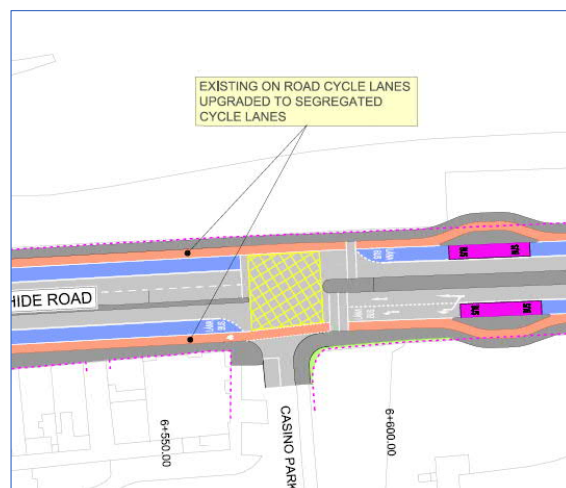 EXISTING ON ROAD CYCLE LANES
UPGRADED TO SEGREGATED
CYCLE LANES
HIDE ROAD
CASINO PARK
6+550.00
6+600.00